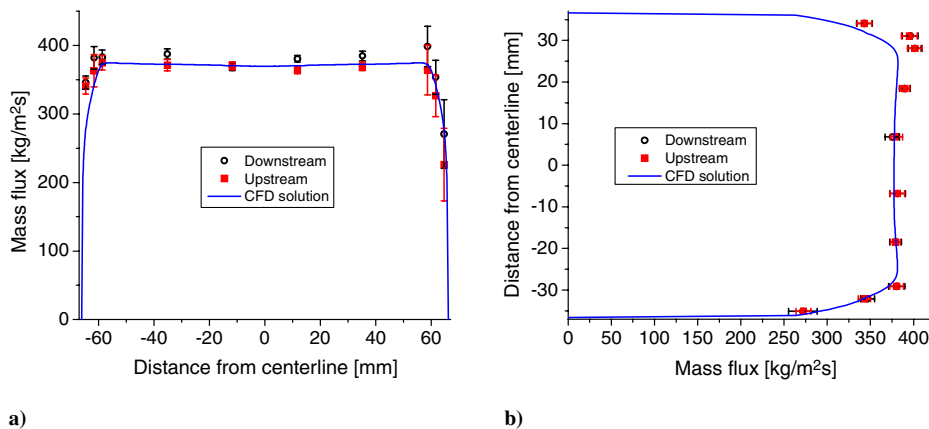 400
300
200
100
0
Mass flux [kg/m²s]
-60 -40 -20 0 20 40 60
Distance from centerline [mm]
Downstream
Upstream
CFD solution
a)
30
20
10
0
-10
-20
-30
Distance from centerline [mm]
0 50 100 150 200 250 300 350 400
Mass flux [kg/m²s]
Downstream
Upstream
CFD solution
b)